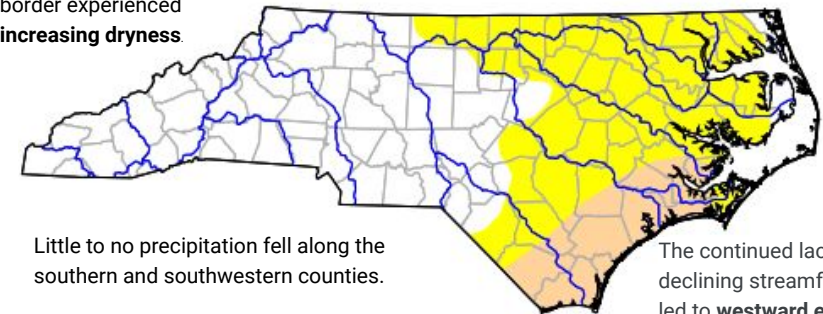 border experienced
increasing dryness.
Little to no precipitation fell along the
southern and southwestern counties.
The continued lac
declining streamf
led to westward e